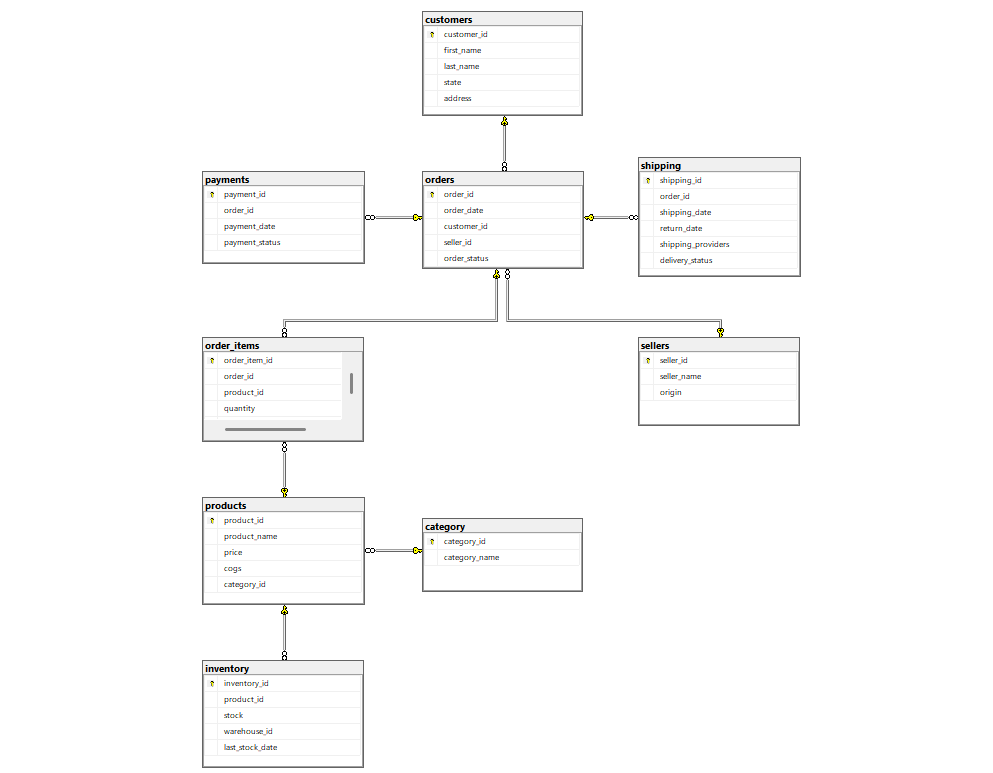 customers
customer_id
first_name
last_name
state
address
payments
payment_id
order_id
payment_date
payment_status
orders
order_id
order_date
customer_id
seller_id
order_status
shipping
shipping_id
order_id
shipping_date
return_date
shipping_providers
delivery_status
order_items
order_item_id
order_id
product_id
quantity
sellers
seller_id
seller_name
origin
products
product_id
product_name
price
cogs
category_id
category
category_id
category_name
inventory
inventory_id
product_id
stock
warehouse_id
last_stock_date